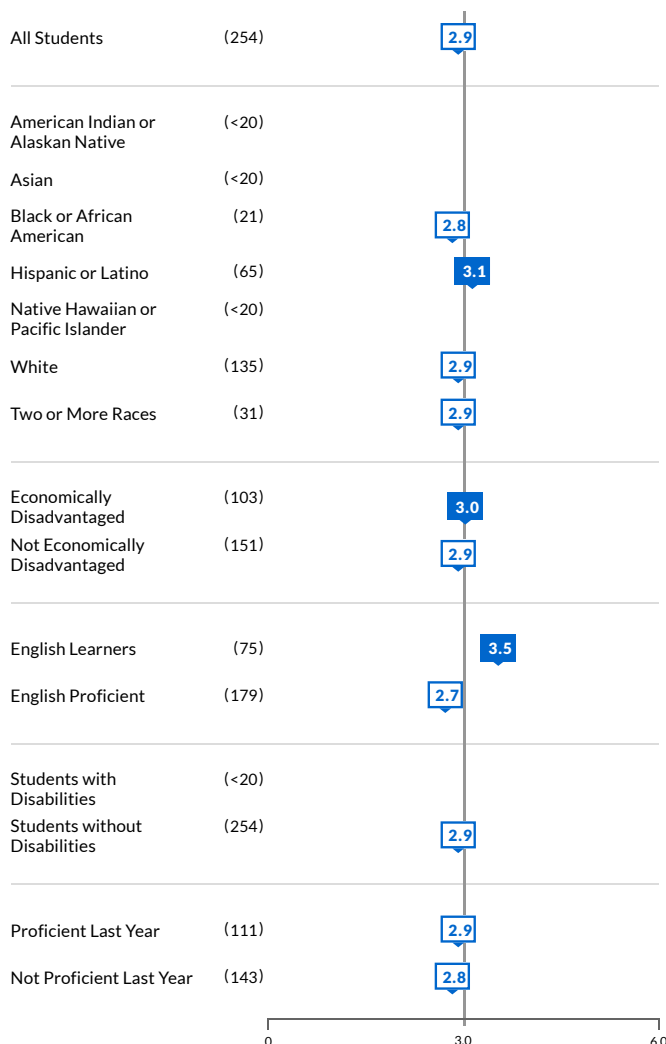 All Students (254) 2.9
American Indian or (<20)
Alaskan Native
Asian (<20)
Black or African (21) 2.8
American
Hispanic or Latino (65) 3.1
Native Hawaiian or (<20)
Pacific Islander
White (135) 2.9
Two or More Races (31) 2.9
Economically (103) 3.0
Disadvantaged
Not Economically (151) 2.9
Disadvantaged
English Learners (75) 3.5
English Proficient (179) 2.7
Students with (<20)
Disabilities
Students without (254) 2.9
Disabilities
Proficient Last Year (111) 2.9
Not Proficient Last Year (143) 2.8
0 3.0 6.0